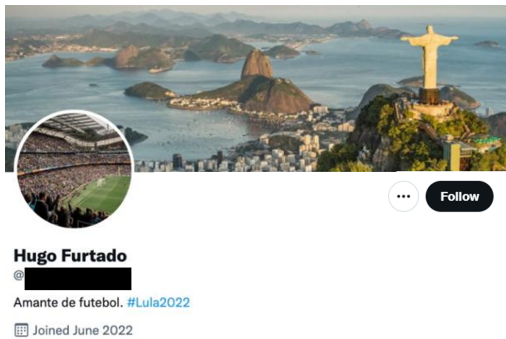 Follow
Hugo Furtado
@
Amante de futebol. #Lula2022
Joined June 2022